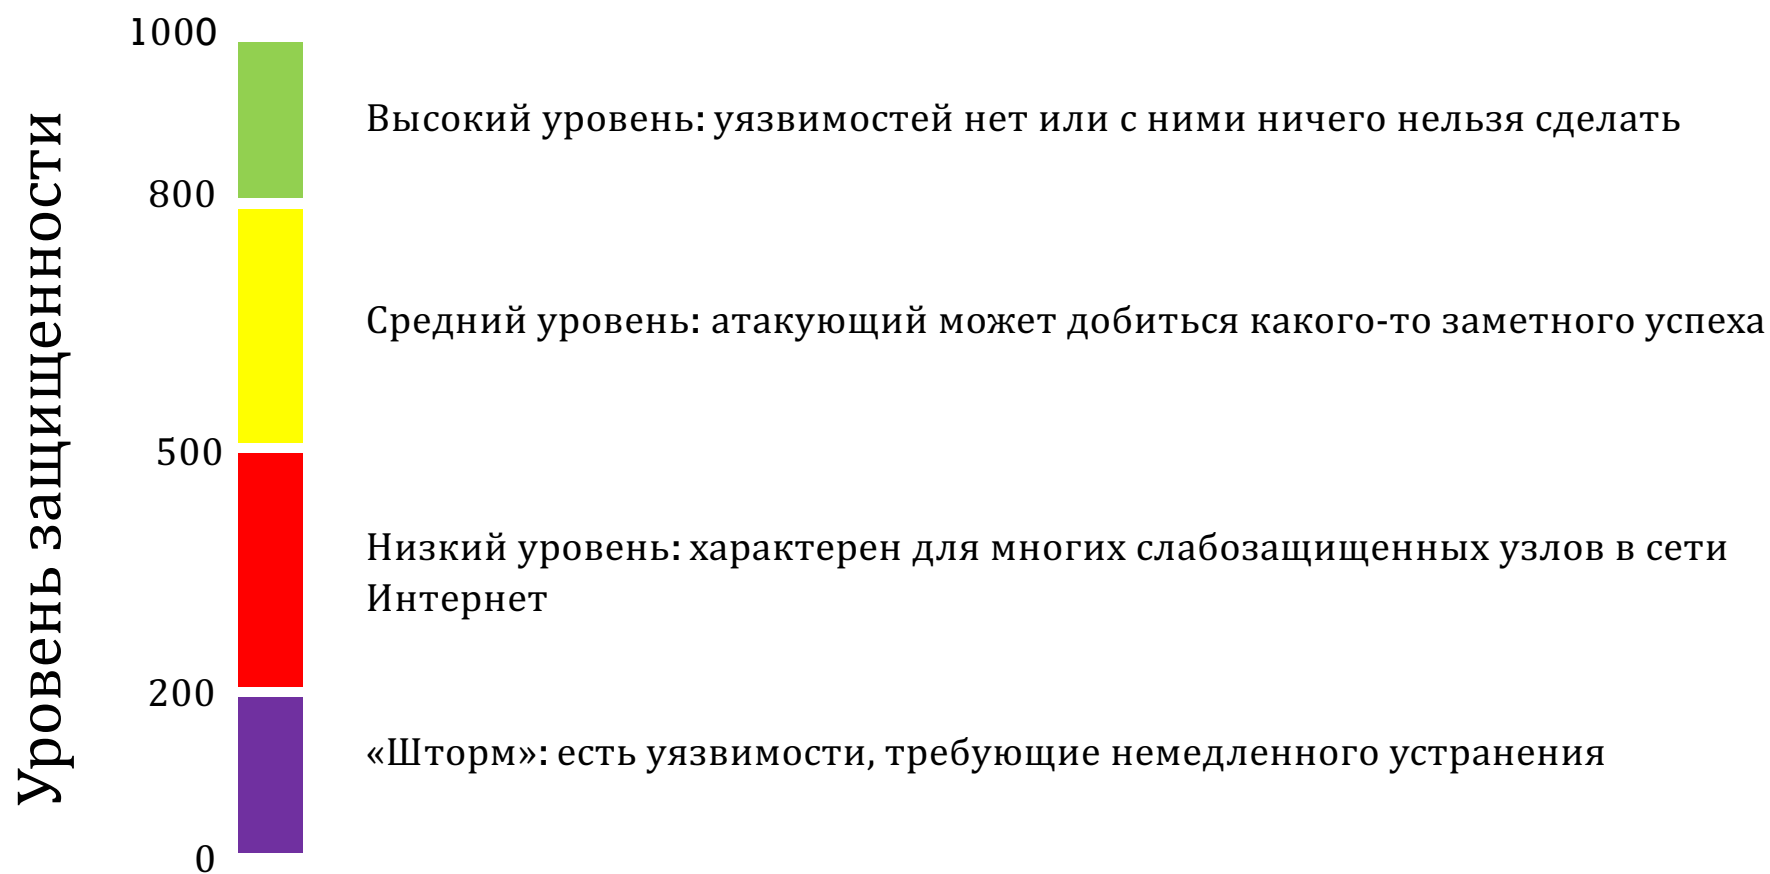 Уровень защищенности
1000
Высокий уровень: уязвимостей нет или с ними ничего нельзя сделать
800
Средний уровень: атакующий может добиться какого-то заметного успеха
500
Низкий уровень: характерен для многих слабозащищенных узлов в сети
Интернет
200
«Шторм»: есть уязвимости, требующие немедленного устранения
0